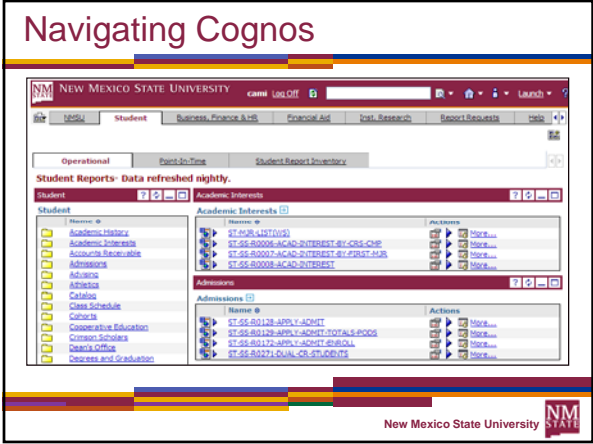 Navigating Cognos
NM STATE NEW MEXICO STATE UNIVERSITY cami Log Off Launch ?
NMSU Student Business, Finance & HR Financial Aid Inst. Research Report Requests Help
Operational Point-In-Time Student Report Inventory
Student Reports- Data refreshed nightly.
Student
Student
Name
Academic History
Academic Interests
Accounts Receivable
Admissions
Advising
Athletics
Catalog
Class Schedule
Cohorts
Cooperative Education
Crimson Scholars
Dean's Office
Degrees and Graduation
Academic Interests
Academic Interests
Name Actions
ST-MJR-LIST(WS) More...
ST-SS-R0006-ACAD-INTEREST-BY-CRS-CMP More...
ST-SS-R0007-ACAD-INTEREST-BY-FIRST-MJR More...
ST-SS-R0008-ACAD-INTEREST More...
Admissions
Admissions
Name Actions
ST-SS-R0128-APPLY-ADMIT More...
ST-SS-R0129-APPLY-ADMIT-TOTALS-PODS More...
ST-SS-R0172-APPLY-ADMIT-ENROLL More...
ST-SS-R0271-DUAL-CR-STUDENTS More...
New Mexico State University NM STATE